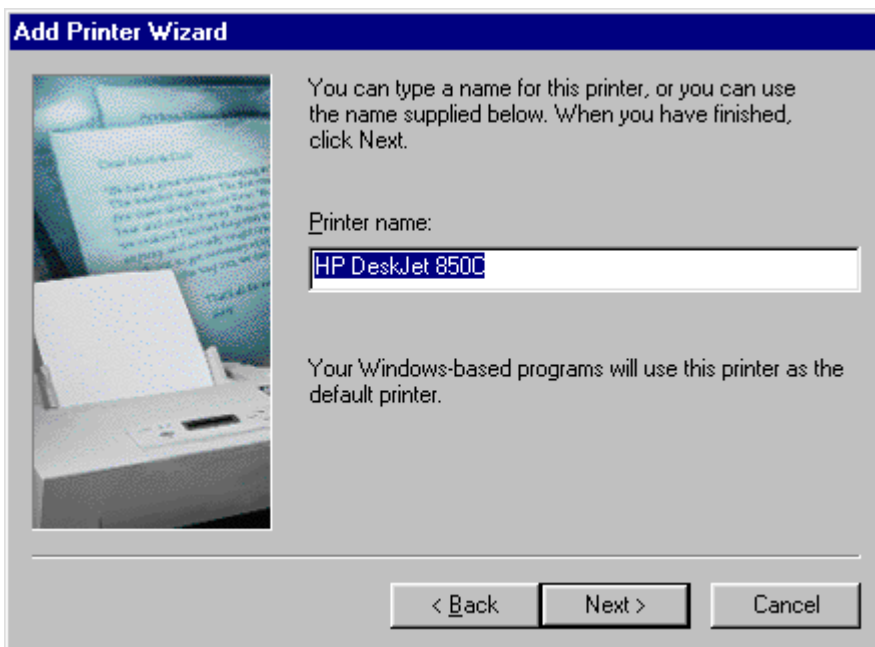 Add Printer Wizard
You can type a name for this printer, or you can use
the name supplied below. When you have finished,
click Next.
Printer name:
HP DeskJet 850C
Your Windows-based programs will use this printer as the
default printer.
< Back
Next >
Cancel